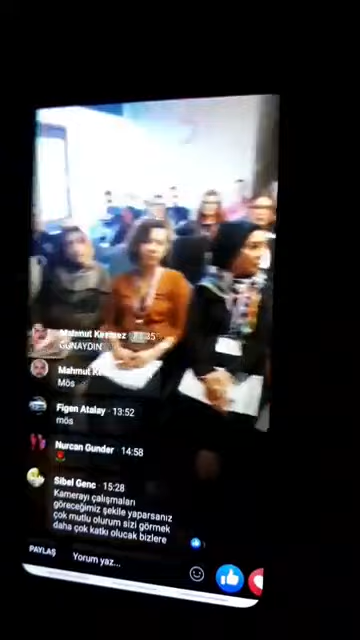 Mahmut
GÜNAYDIN
Mahmut
Mös
Figen Atalay · 13:52
mös
Nurcan Gunder · 14:58
Sibel Genc · 15:28
Kamerayı çalışmaları
göreceğimiz şekile yaparsanız
çok mutlu olurum sizi görmek
daha çok katkı olucak bizlere
PAYLAŞ
Yorum yaz...